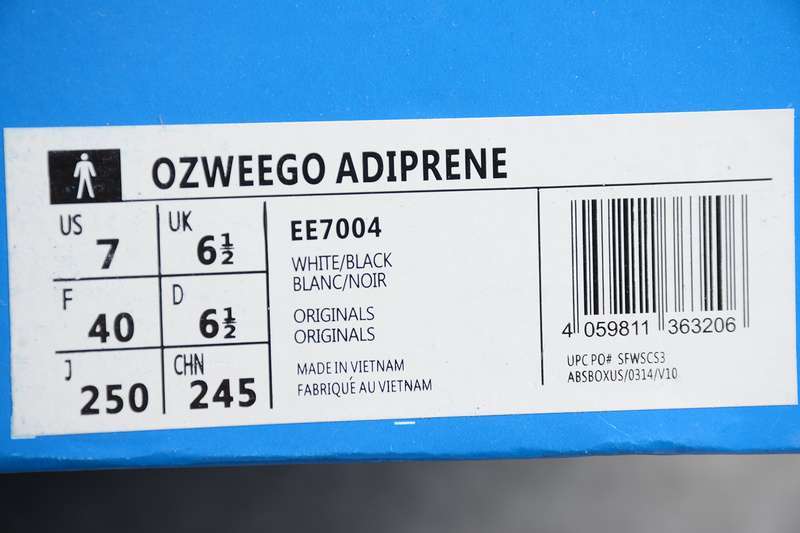 OZWEEGO ADIPRENE
US 7 UK 6½
F 40 D 6½
J 250 CHN 245
EE7004
WHITE/BLACK
BLANC/NOIR
ORIGINALS
ORIGINALS
MADE IN VIETNAM
FABRIQUÉ AU VIETNAM
4 059811 363206
UPC PO# SFWSCS3
ABSBOXUS/0314/V10